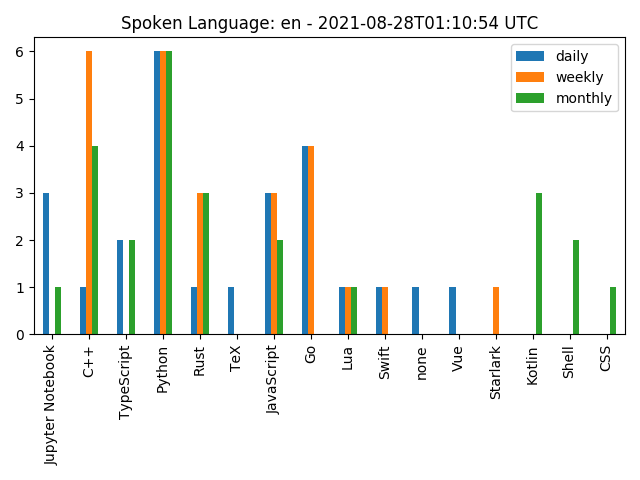 Spoken Language: en - 2021-08-28T01:10:54 UTC
daily
weekly
monthly
6
5
4
3
2
1
0
Jupyter Notebook
C++
TypeScript
Python
Rust
TeX
JavaScript
Go
Lua
Swift
none
Vue
Starlark
Kotlin
Shell
CSS